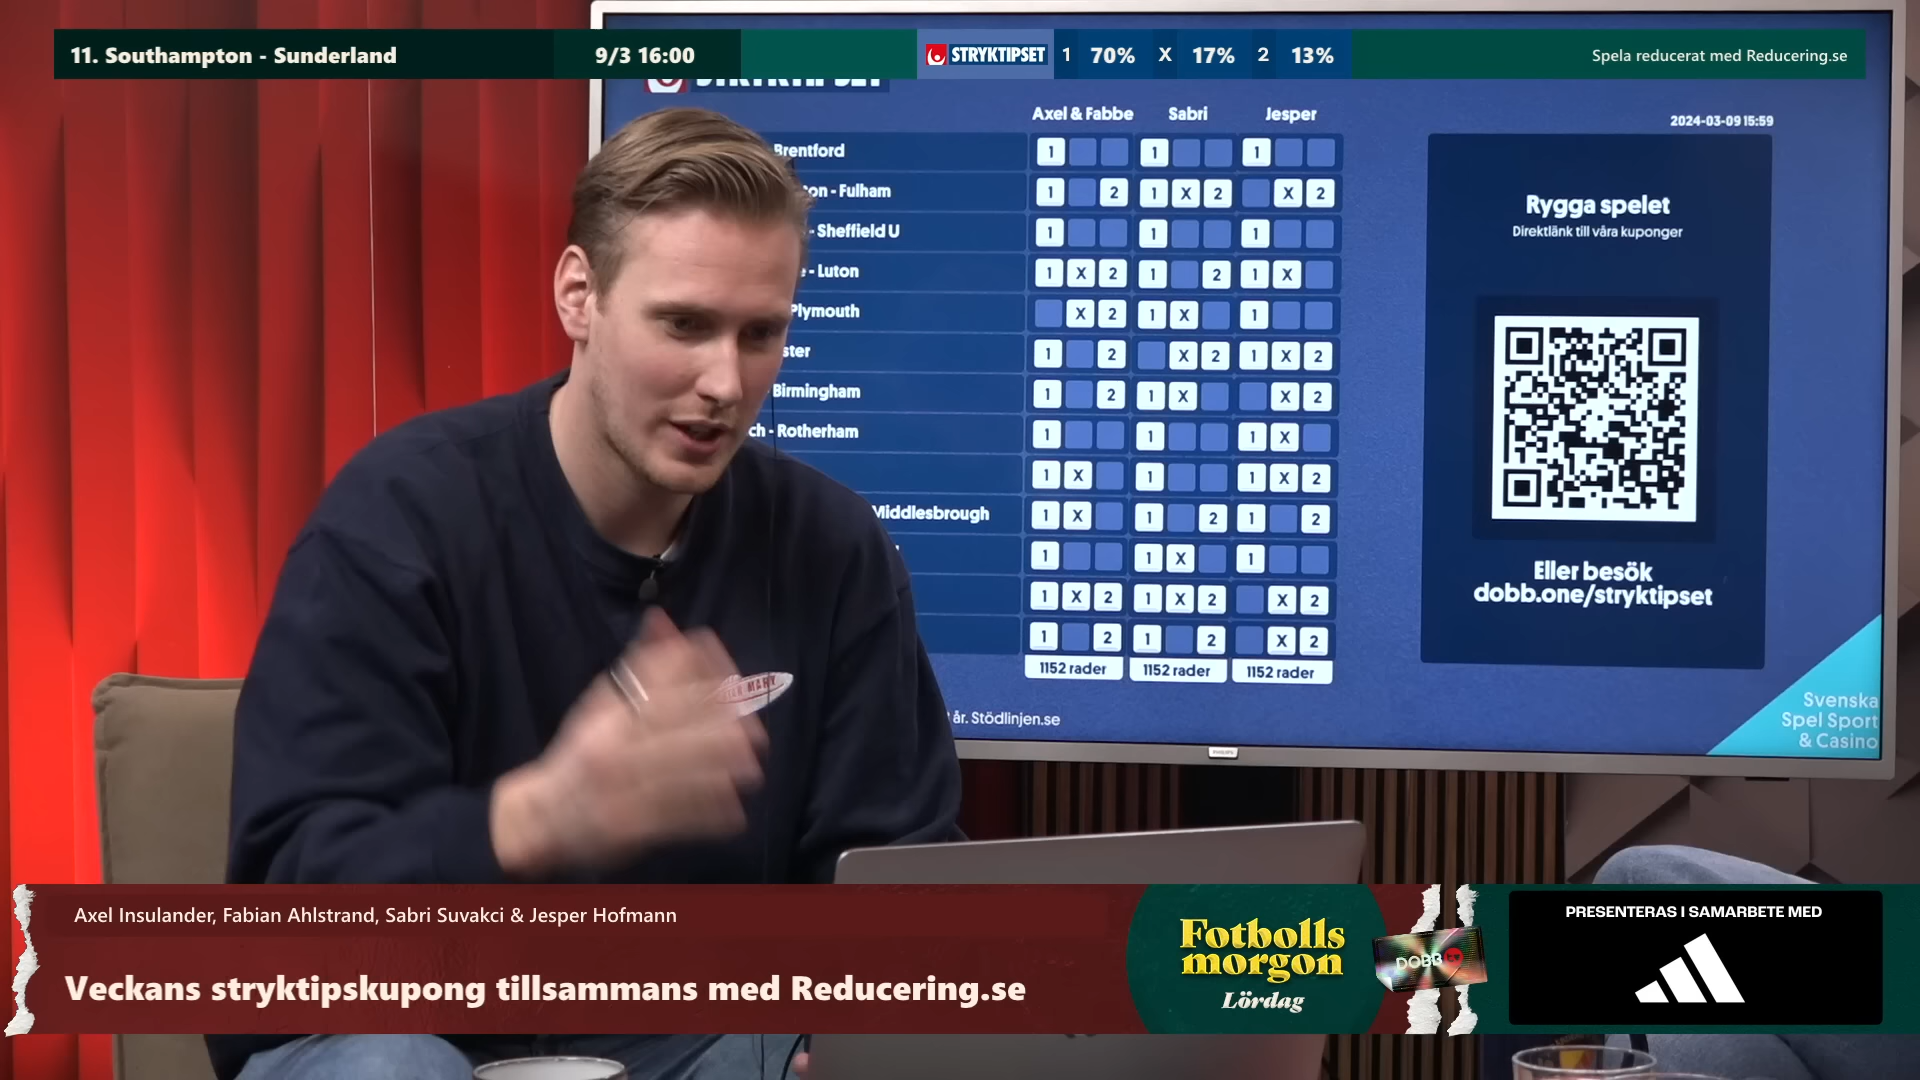 11. Southampton - Sunderland 9/3 16:00 STRYKTIPSET 1 70% X 17% 2 13% Spela reducerat med Reducering.se
Axel & Fabbe Sabri Jesper
2024-03-09 15:59
Brentford 1 1 1
- Fulham 1 2 1 X 2 X 2
- Sheffield U 1 1 1
- Luton 1 X 2 1 2 1 X
Plymouth X 2 1 X 1
1 2 X 2 1 X 2
Birmingham 1 2 1 X X 2
- Rotherham 1 1 1 X
1 X 1 1 X 2
Middlesbrough 1 X 1 2 1 2
1 1 X 1
1 X 2 1 X 2 X 2
1 2 1 2 X 2
1152 rader 1152 rader 1152 rader
år. Stödlinjen.se
Rygga spelet
Direktlänk till våra kuponger
Eller besök
dobb.one/stryktipset
Svenska
Spel Sport
& Casino
PHILIPS
Axel Insulander, Fabian Ahlstrand, Sabri Suvakci & Jesper Hofmann
Veckans stryktipskupong tillsammans med Reducering.se
Fotbolls
morgon
Lördag
DOBB
PRESENTERAS I SAMARBETE MED